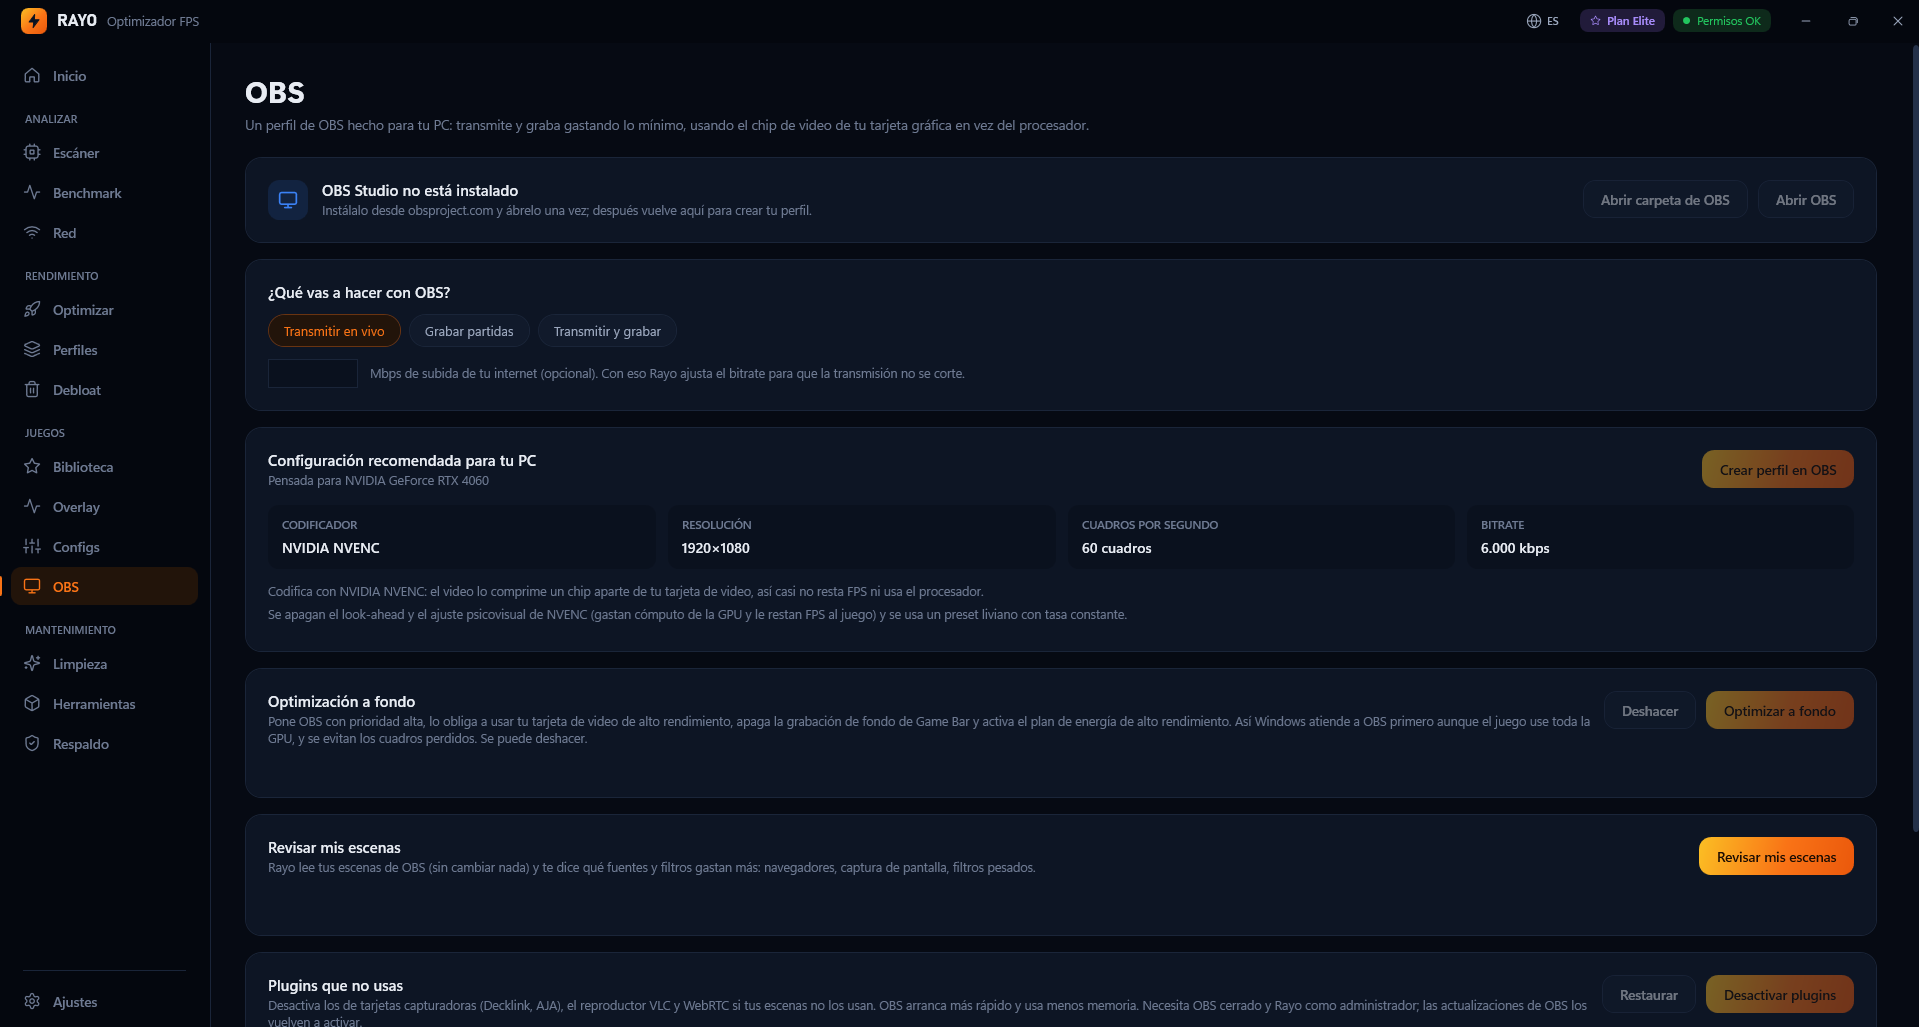 RAYO Optimizador FPS
ES
Plan Elite
Permisos OK
Inicio
ANALIZAR
Escáner
Benchmark
Red
RENDIMIENTO
Optimizar
Perfiles
Debloat
JUEGOS
Biblioteca
Overlay
Configs
OBS
MANTENIMIENTO
Limpieza
Herramientas
Respaldo
Ajustes
OBS
Un perfil de OBS hecho para tu PC: transmite y graba gastando lo mínimo, usando el chip de video de tu tarjeta gráfica en vez del procesador.
OBS Studio no está instalado
Instálalo desde obsproject.com y ábrelo una vez; después vuelve aquí para crear tu perfil.
Abrir carpeta de OBS
Abrir OBS
¿Qué vas a hacer con OBS?
Transmitir en vivo
Grabar partidas
Transmitir y grabar
Mbps de subida de tu internet (opcional). Con eso Rayo ajusta el bitrate para que la transmisión no se corte.
Configuración recomendada para tu PC
Pensada para NVIDIA GeForce RTX 4060
Crear perfil en OBS
CODIFICADOR
NVIDIA NVENC
RESOLUCIÓN
1920×1080
CUADROS POR SEGUNDO
60 cuadros
BITRATE
6.000 kbps
Codifica con NVIDIA NVENC: el video lo comprime un chip aparte de tu tarjeta de video, así casi no resta FPS ni usa el procesador.
Se apagan el look-ahead y el ajuste psicovisual de NVENC (gastan cómputo de la GPU y le restan FPS al juego) y se usa un preset liviano con tasa constante.
Optimización a fondo
Pone OBS con prioridad alta, lo obliga a usar tu tarjeta de video de alto rendimiento, apaga la grabación de fondo de Game Bar y activa el plan de energía de alto rendimiento. Así Windows atiende a OBS primero aunque el juego use toda la
GPU, y se evitan los cuadros perdidos. Se puede deshacer.
Deshacer
Optimizar a fondo
Revisar mis escenas
Rayo lee tus escenas de OBS (sin cambiar nada) y te dice qué fuentes y filtros gastan más: navegadores, captura de pantalla, filtros pesados.
Revisar mis escenas
Plugins que no usas
Desactiva los de tarjetas capturadoras (Decklink, AJA), el reproductor VLC y WebRTC si tus escenas no los usan. OBS arranca más rápido y usa menos memoria. Necesita OBS cerrado y Rayo como administrador; las actualizaciones de OBS los
vuelven a activar.
Restaurar
Desactivar plugins